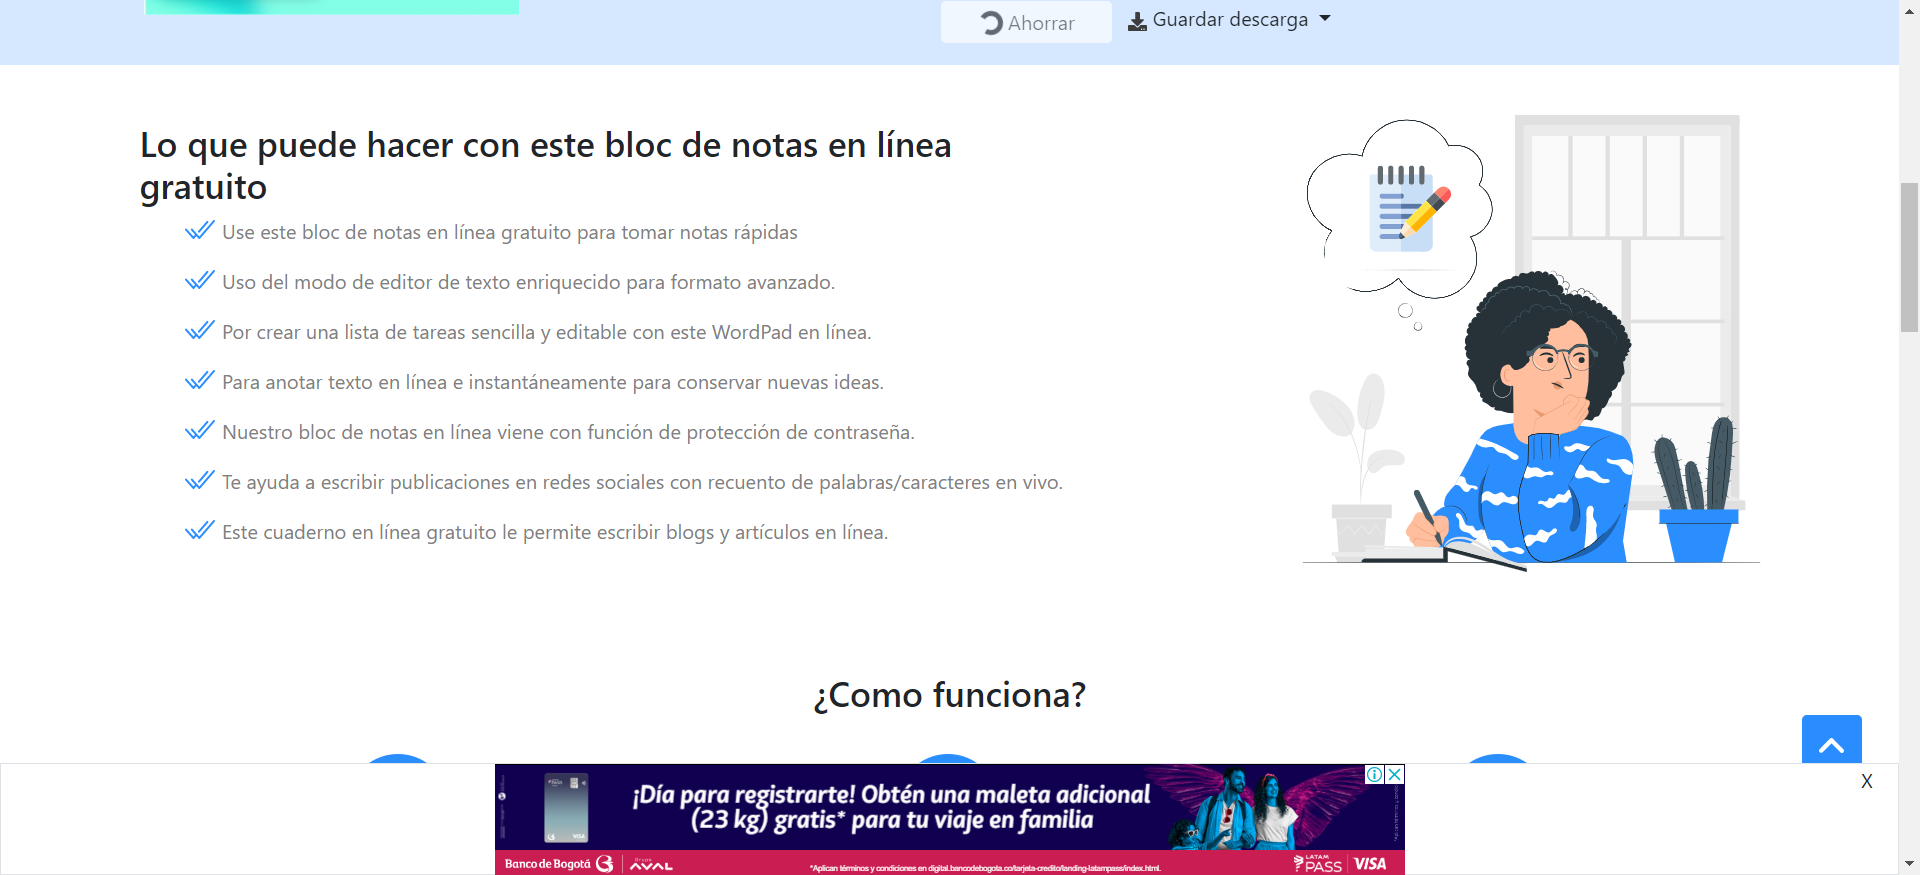 Ahorrar
Guardar descarga
Lo que puede hacer con este bloc de notas en línea
gratuito
Use este bloc de notas en línea gratuito para tomar notas rápidas
Uso del modo de editor de texto enriquecido para formato avanzado.
Por crear una lista de tareas sencilla y editable con este WordPad en línea.
Para anotar texto en línea e instantáneamente para conservar nuevas ideas.
Nuestro bloc de notas en línea viene con función de protección de contraseña.
Te ayuda a escribir publicaciones en redes sociales con recuento de palabras/caracteres en vivo.
Este cuaderno en línea gratuito le permite escribir blogs y artículos en línea.
¿Como funciona?
X
¡Día para registrarte! Obtén una maleta adicional
(23 kg) gratis* para tu viaje en familia
VISA
Banco de Bogotá
Grupo
AVAL
*Aplican términos y condiciones en digital.bancodebogota.co/tarjeta-credito/landing-latampass/index.html.
LATAM
PASS
VISA